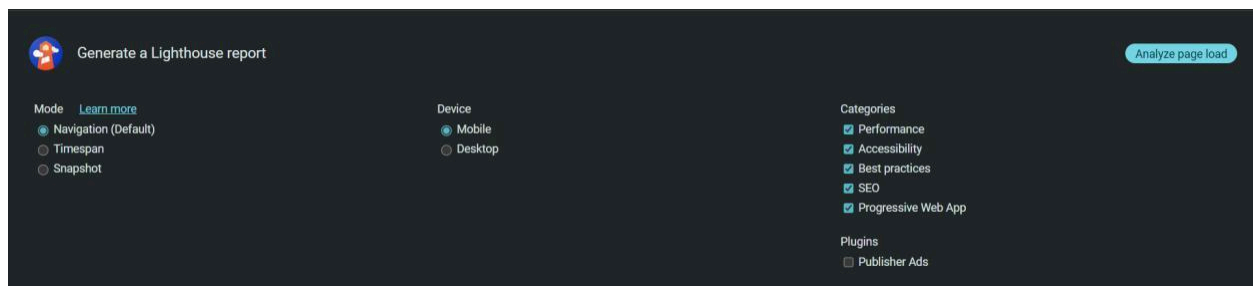 Generate a Lighthouse report
Analyze page load
Mode Learn more
Navigation (Default)
Timespan
Snapshot
Device
Mobile
Desktop
Categories
Performance
Accessibility
Best practices
SEO
Progressive Web App
Plugins
Publisher Ads